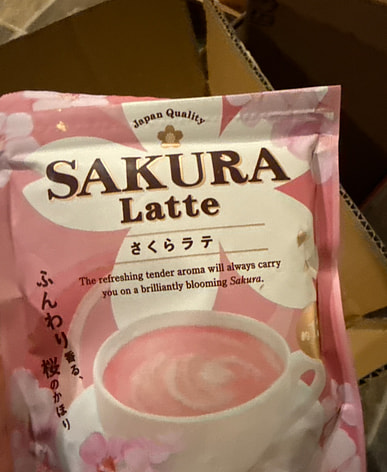 Japan Quality
SAKURA
Latte
さくらラテ
The refreshing tender aroma will always carry
you on a brilliantly blooming Sakura.
ふんわり香る、
桜のかほり